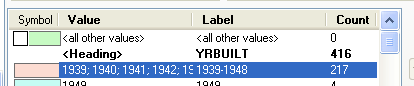 Symbol Value Label Count
<all other values> <all other values> 0
<Heading> YRBUILT 416
1939; 1940; 1941; 1942; 1939-1948 217
1949 1949 4